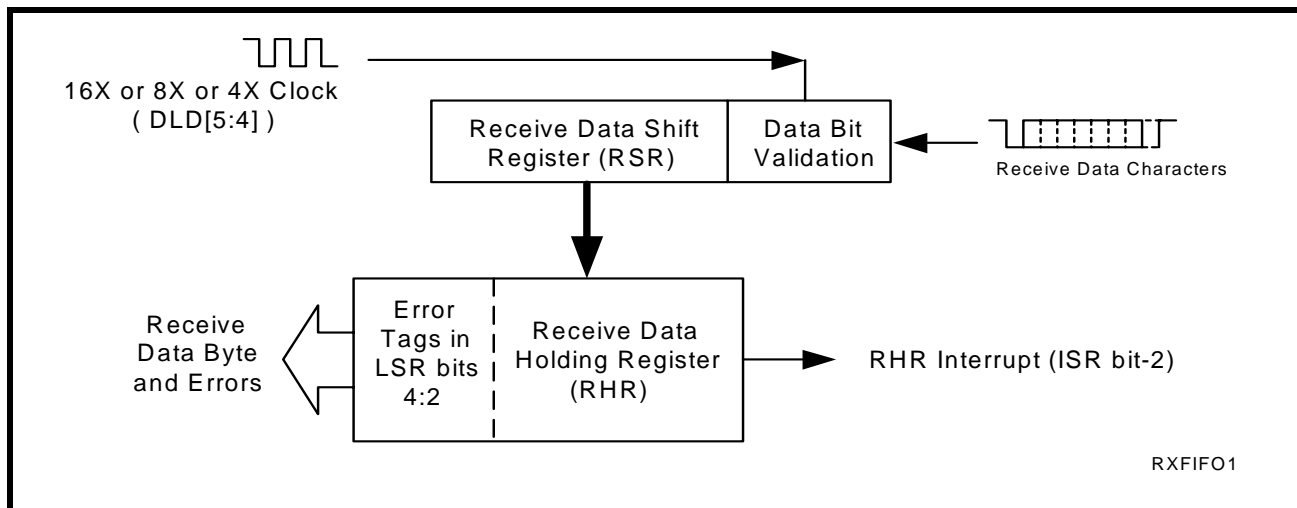 16X or 8X or 4X Clock
( DLD[5:4] )
Receive Data Shift
Register (RSR)
Data Bit
Validation
Receive Data Characters
Receive
Data Byte
and Errors
Error
Tags in
LSR bits
4:2
Receive Data
Holding Register
(RHR)
RHR Interrupt (ISR bit-2)
RXFIFO1